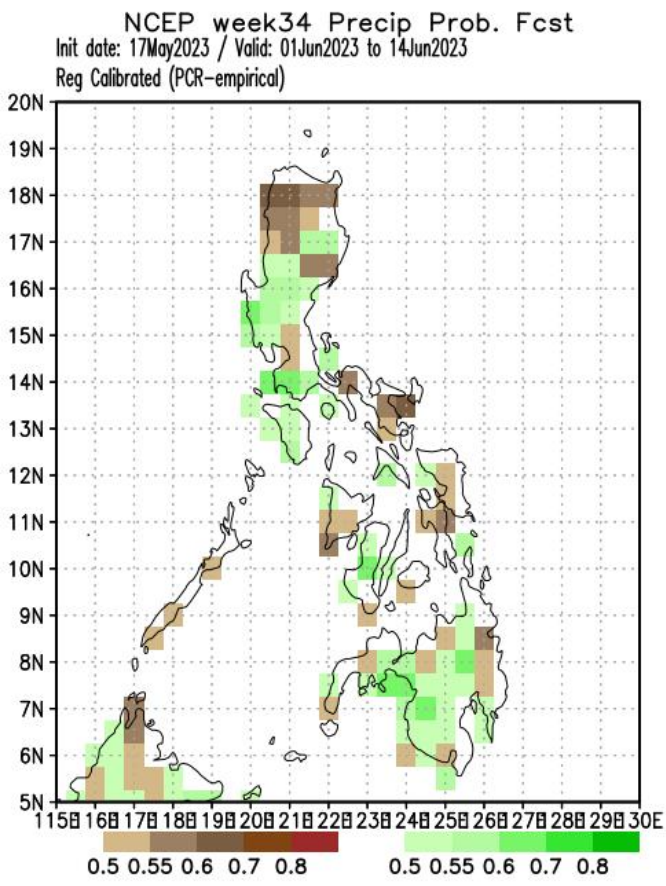 NCEP week34 Precip Prob. Fcst
Init date: 17May2023 / Valid: 01Jun2023 to 14Jun2023
Reg Calibrated (PCR-empirical)
20N
19N
18N
17N
16N
15N
14N
13N
12N
11N
10N
9N
8N
7N
6N
5N
115E 116E 117E 118E 119E 120E 121E 122E 123E 124E 125E 126E 127E 128E 129E 130E
0.5 0.55 0.6 0.7 0.8 0.5 0.55 0.6 0.7 0.8